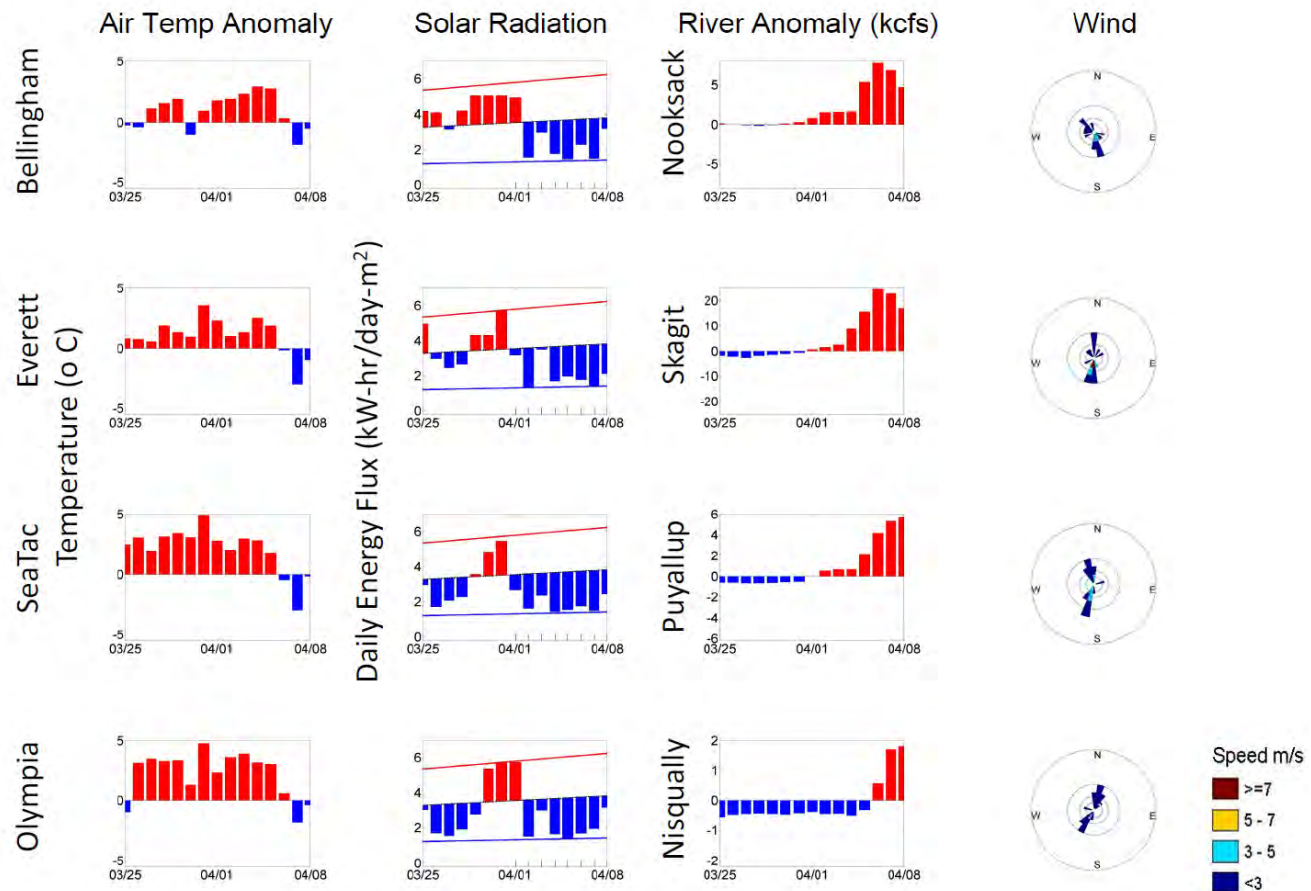 Air Temp Anomaly Solar Radiation River Anomaly (kcfs) Wind
Temperature (o C)
Daily Energy Flux (kW-hr/day-m²)
Bellingham
5
0
-5
03/25 04/01 04/08
6
4
2
0
03/25 04/01 04/08
Nooksack
5
0
-5
03/25 04/01 04/08
N
W E
S
Everett
5
0
-5
03/25 04/01 04/08
6
4
2
0
03/25 04/01 04/08
Skagit
20
10
0
-10
-20
03/25 04/01 04/08
N
W E
S
SeaTac
5
0
-5
03/25 04/01 04/08
6
4
2
0
03/25 04/01 04/08
Puyallup
6
4
2
0
-2
-4
-6
03/25 04/01 04/08
N
W E
S
Olympia
5
0
-5
03/25 04/01 04/08
6
4
2
0
03/25 04/01 04/08
Nisqually
2
1
0
-1
-2
03/25 04/01 04/08
N
W E
S
Speed m/s
>=7
5 - 7
3 - 5
<3